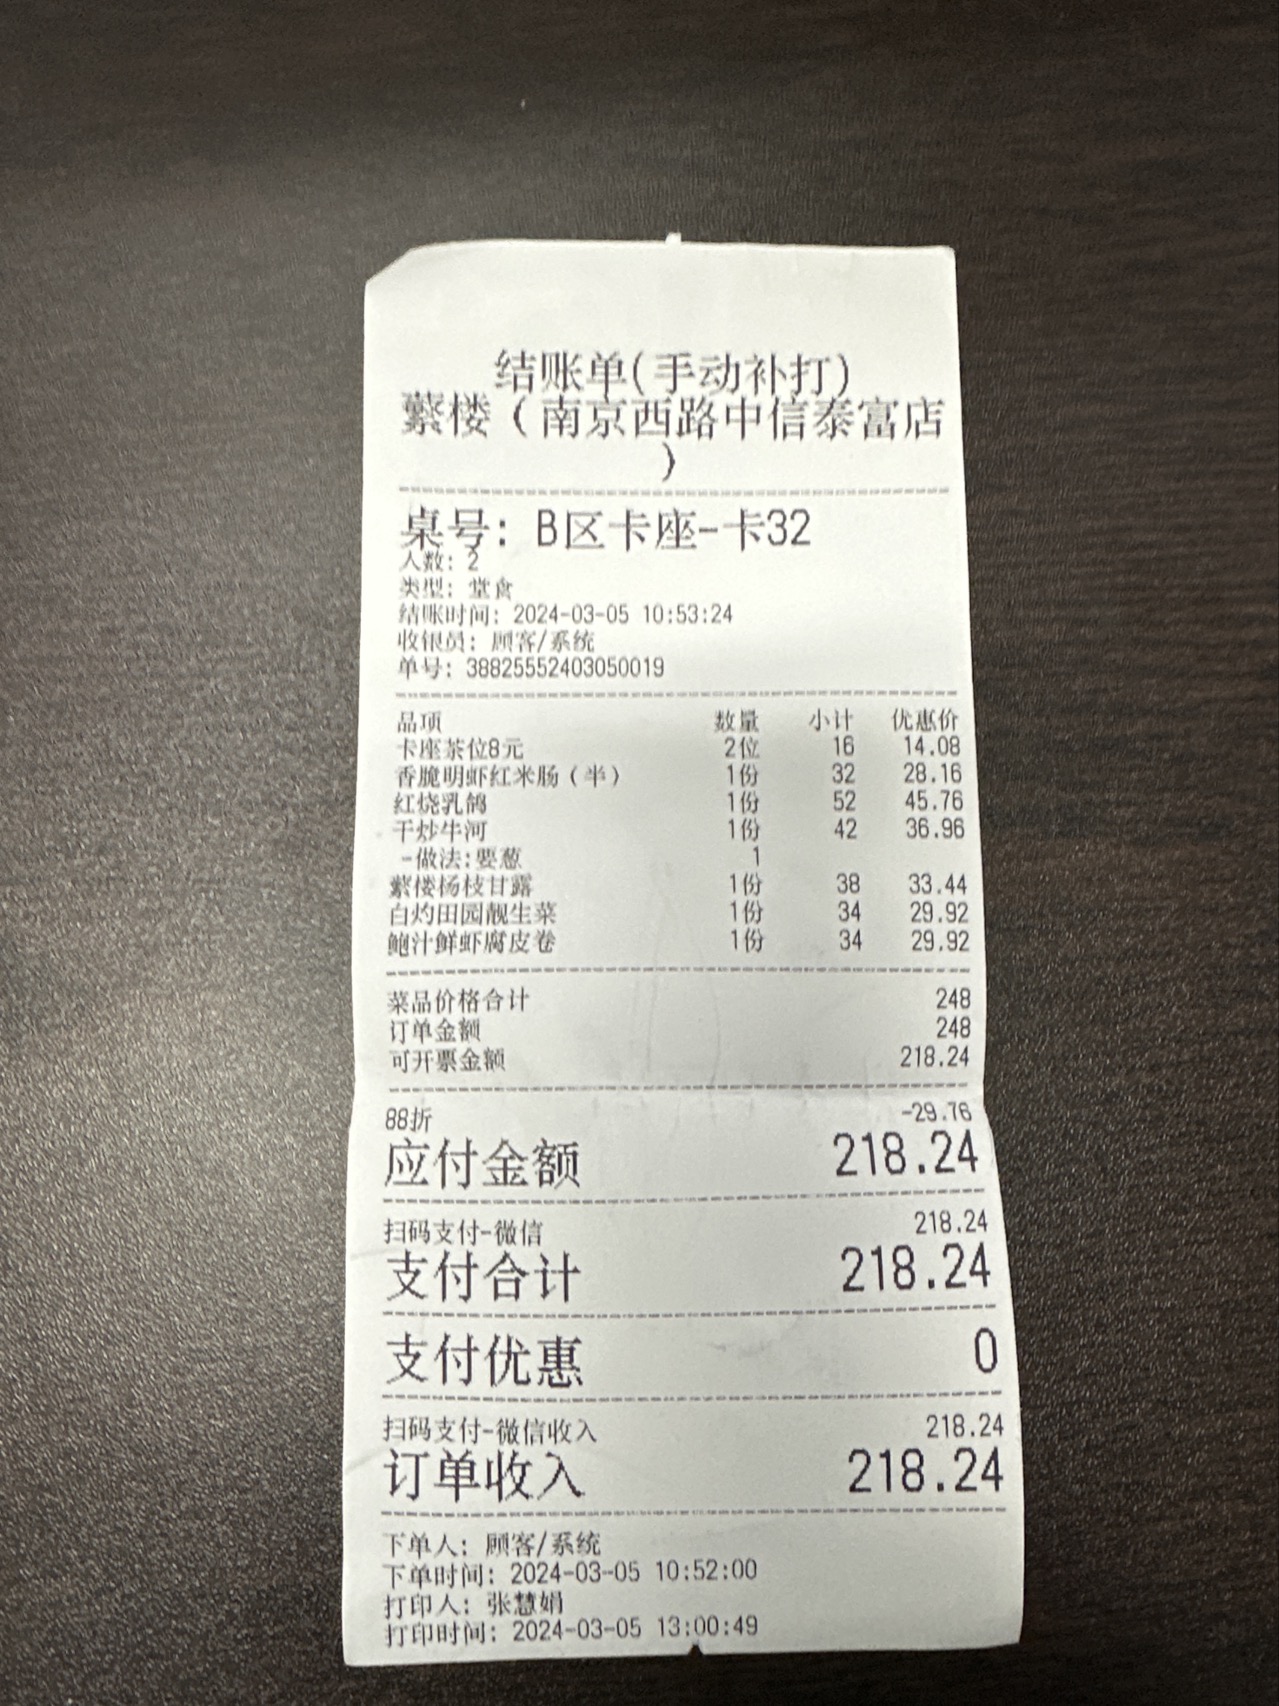 结账单(手动补打)
蘩楼（南京西路中信泰富店
）
桌号: B区卡座-卡32
人数: 2
类型: 堂食
结账时间: 2024-03-05 10:53:24
收银员: 顾客/系统
单号: 38825552403050019
品项 数量 小计 优惠价
卡座茶位8元 2位 16 14.08
香脆明虾红米肠（半） 1份 32 28.16
红烧乳鸽 1份 52 45.76
干炒牛河 1份 42 36.96
-做法:要葱 1
蘩楼杨枝甘露 1份 38 33.44
白灼田园靓生菜 1份 34 29.92
鲍汁鲜虾腐皮卷 1份 34 29.92
菜品价格合计 248
订单金额 248
可开票金额 218.24
88折 -29.76
应付金额 218.24
扫码支付-微信 218.24
支付合计 218.24
支付优惠 0
扫码支付-微信收入 218.24
订单收入 218.24
下单人: 顾客/系统
下单时间: 2024-03-05 10:52:00
打印人: 张慧娟
打印时间: 2024-03-05 13:00:49